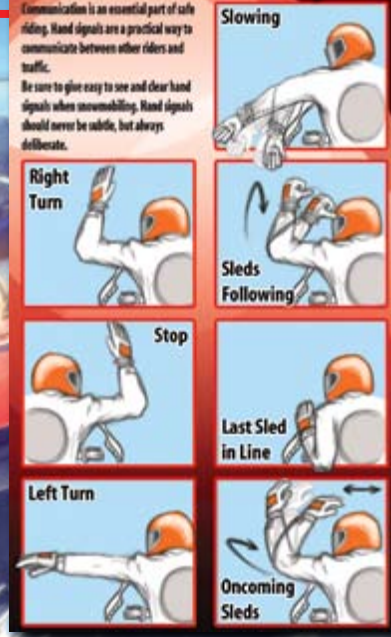 Communication is an essential part of safe
riding. Hand signals are a practical way to
communicate between other riders and
traffic.
Be sure to give easy to see and clear hand
signals when snowmobiling. Hand signals
should never be subtle, but always
deliberate.
Slowing
Right
Turn
Sleds
Following
Stop
Last Sled
in Line
Left Turn
Oncoming
Sleds